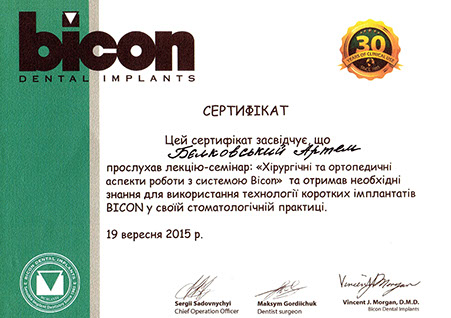 bicon
DENTAL IMPLANTS
30
YEARS OF CLINICAL USE
СЕРТИФІКАТ
Цей сертифікат засвідчує, що
Бєлковський Артем
прослухав лекцію-семінар: «Хірургічні та ортопедичні
аспекти роботи з системою Bicon» та отримав необхідні
знання для використання технології коротких імплантатів
BICON у своїй стоматологічній практиці.
19 вересня 2015 р.
Sergii Sadovnychyi
Chief Operation Officer
Maksym Gordiichuk
Dentist surgeon
Vincent J. Morgan
Vincent J. Morgan, D.M.D.
Bicon Dental Implants
BICON DENTAL IMPLANTS